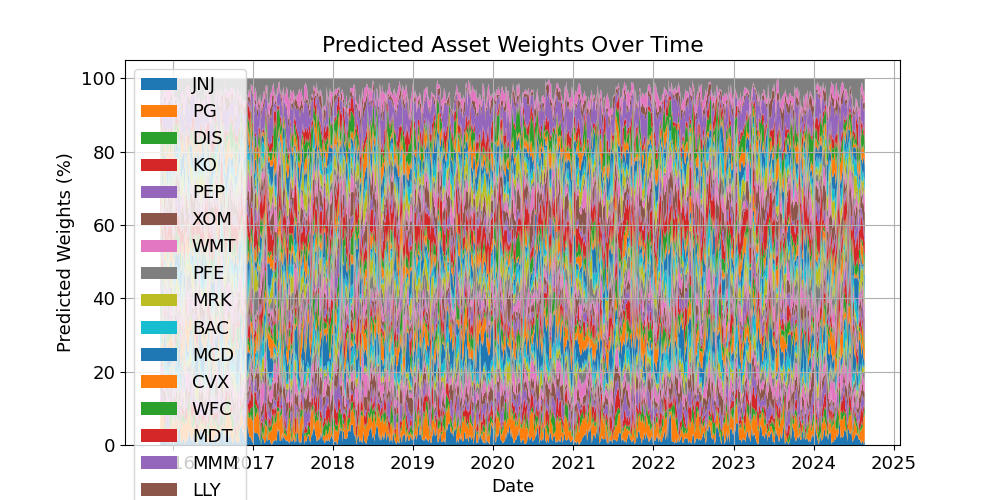 Predicted Asset Weights Over Time
Predicted Weights (%)
100
80
60
40
20
0
JNJ
PG
DIS
KO
PEP
XOM
WMT
PFE
MRK
BAC
MCD
CVX
WFC
MDT
MMM
LLY
2017
2018
2019
2020
2021
2022
2023
2024
2025
Date